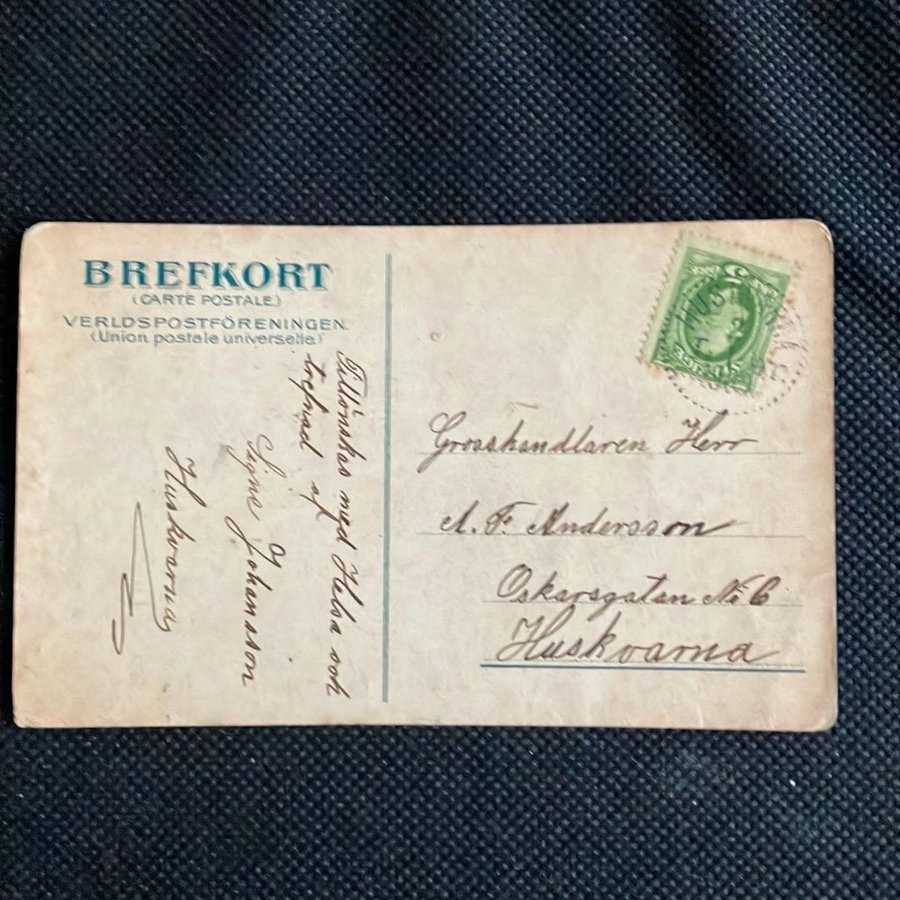 BREFKORT
(CARTE POSTALE)
VERLDSPOSTFÖRENINGEN.
(Union postale universelle)
Tillönskas med Helsa och
trefnad af
Signe Johansson
Huskvarna
Grosshandlaren Herr
A. F. Andersson
Oskarsgatan No 6
Huskvarna